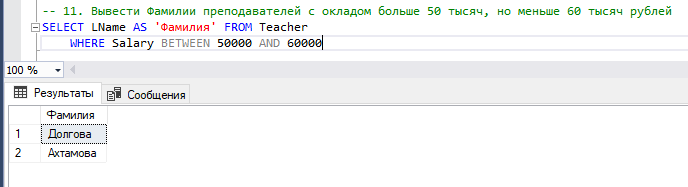 -- 11. Вывести Фамилии преподавателей с окладом больше 50 тысяч, но меньше 60 тысяч рублей
SELECT LName AS 'Фамилия' FROM Teacher
WHERE Salary BETWEEN 50000 AND 60000
100 %
Результаты Сообщения
Фамилия
1 Долгова
2 Ахтамова